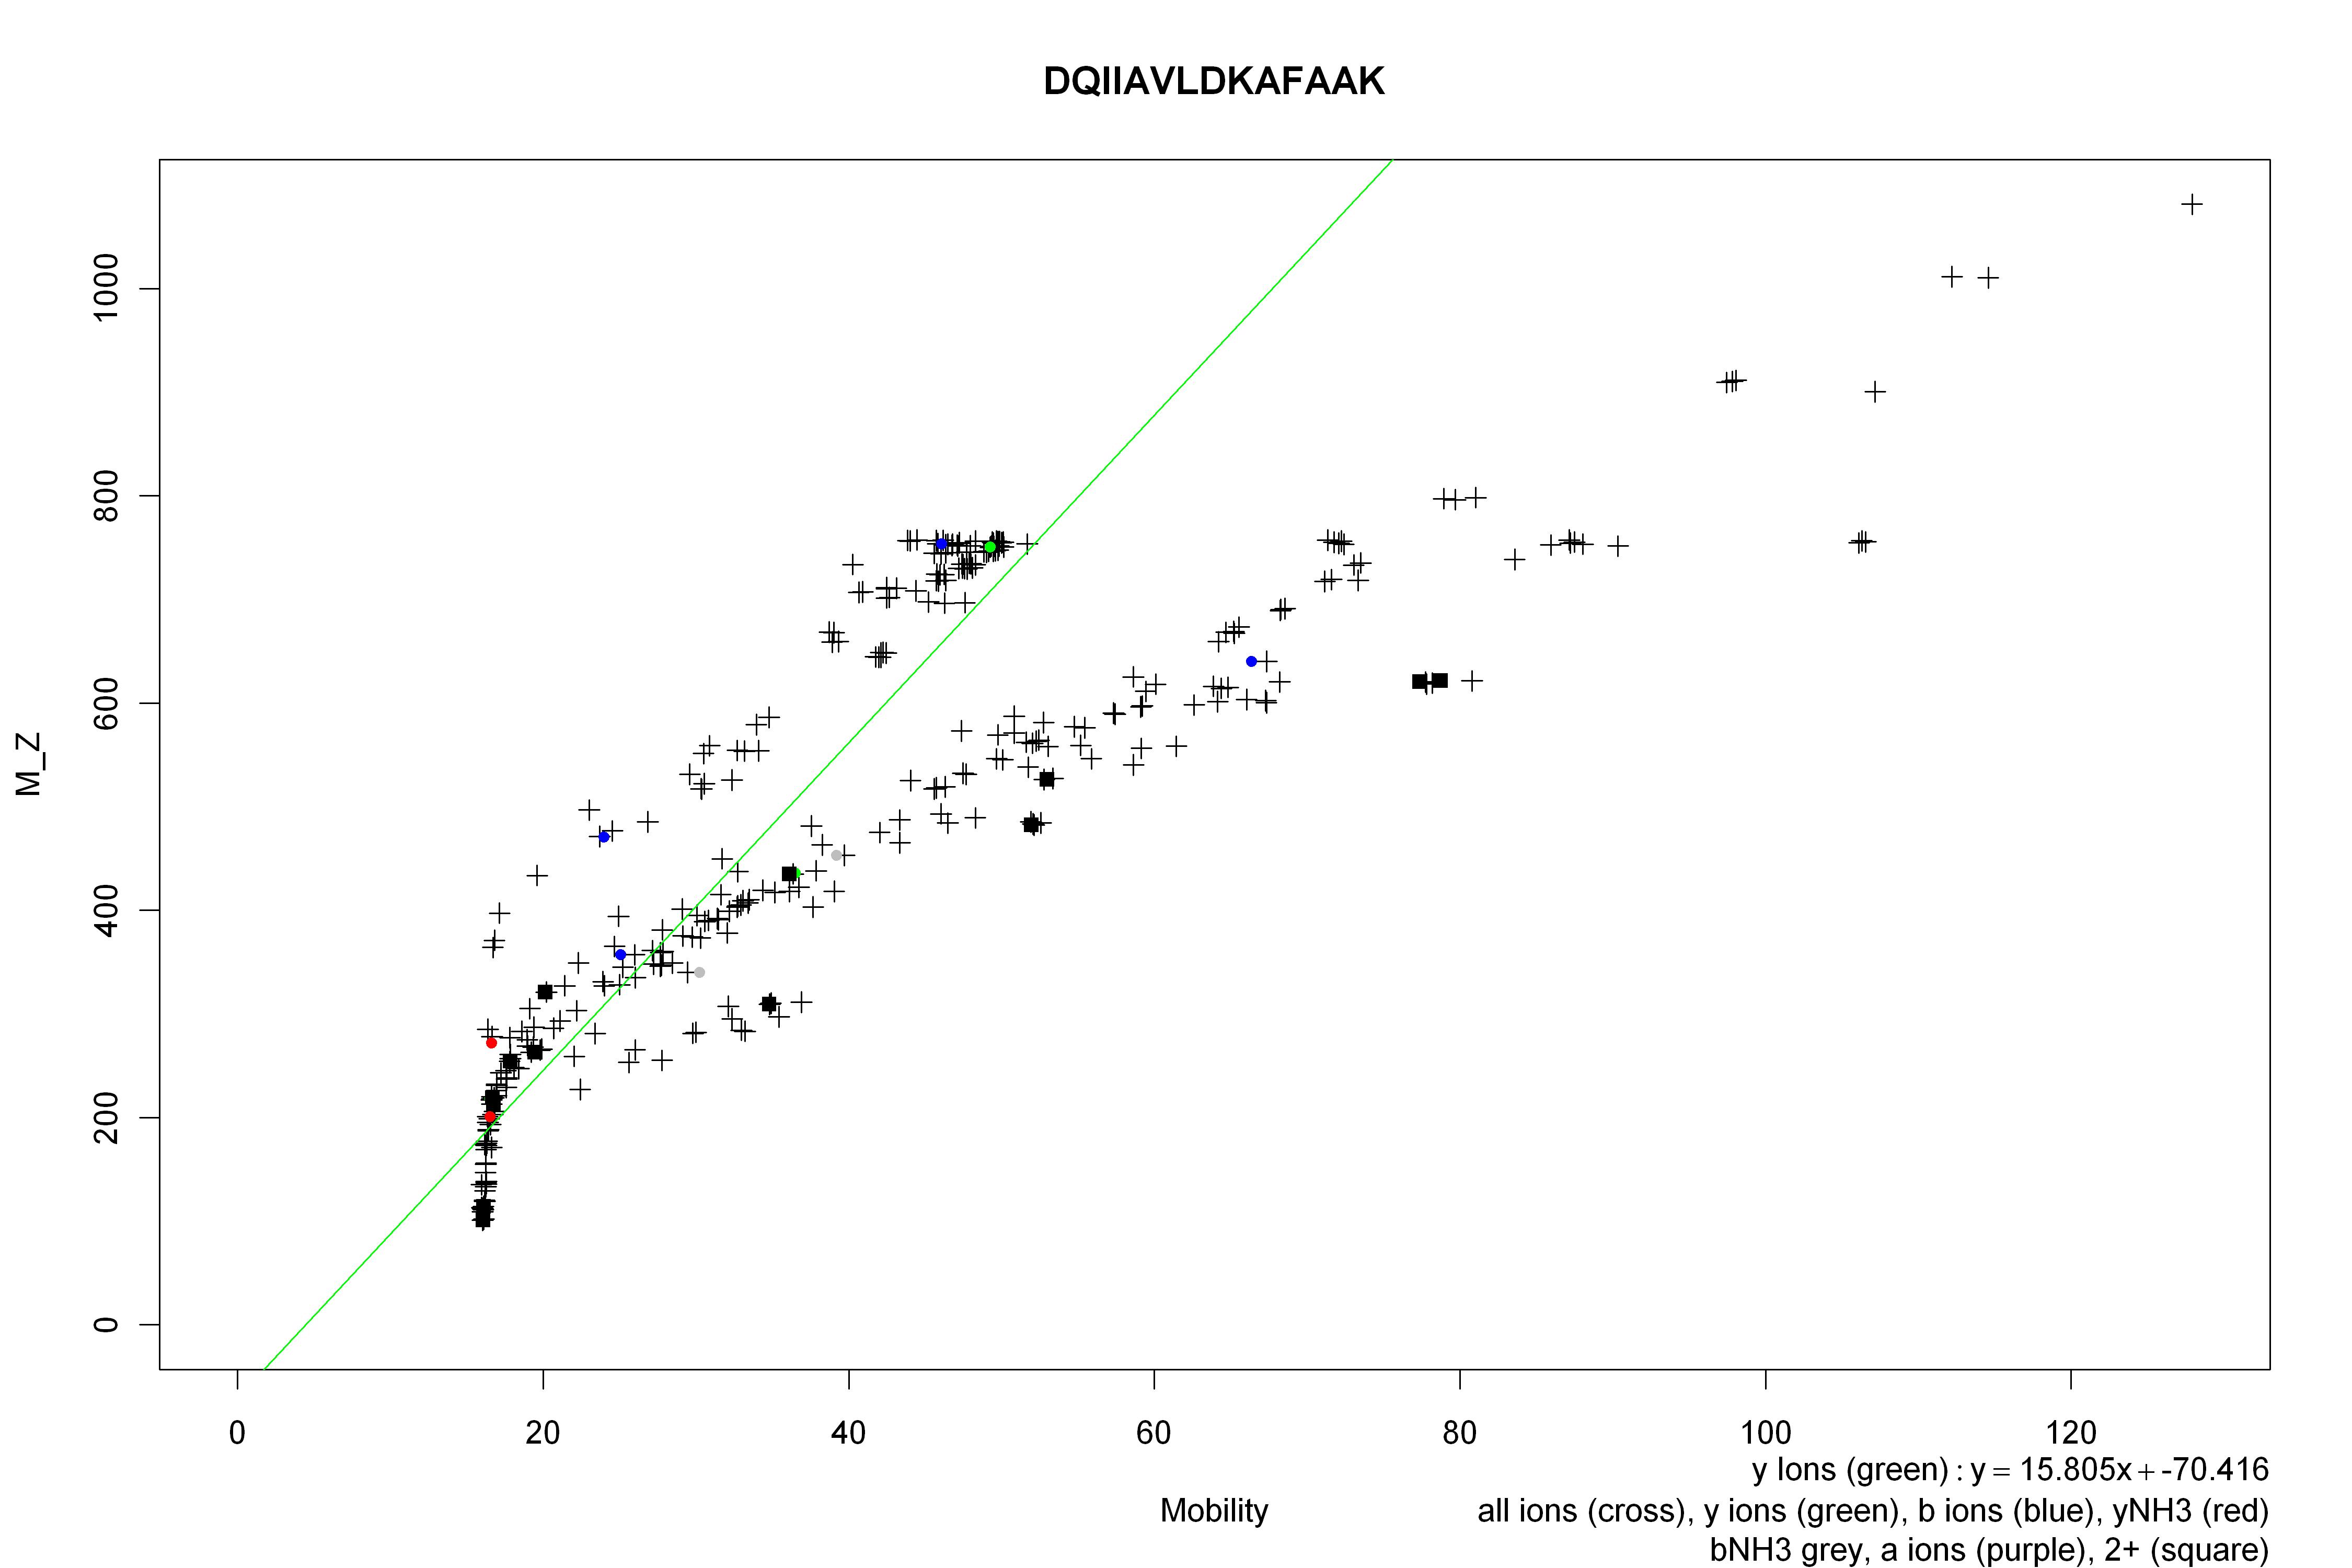 DQIIAVLDKAFAAK
1000
800
600
400
200
0
M_Z
0 20 40 60 80 100 120
y Ions (green) : y = 15.805x + -70.416
Mobility
all ions (cross), y ions (green), b ions (blue), yNH3 (red)
bNH3 grey, a ions (purple), 2+ (square)